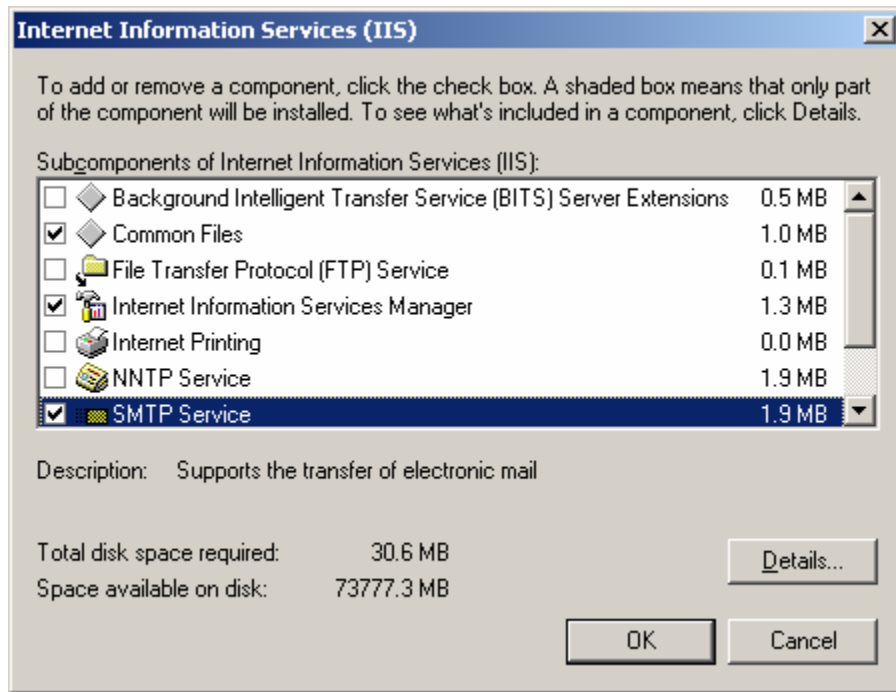 Internet Information Services (IIS)
To add or remove a component, click the check box. A shaded box means that only part
of the component will be installed. To see what's included in a component, click Details.
Subcomponents of Internet Information Services (IIS):
Background Intelligent Transfer Service (BITS) Server Extensions 0.5 MB
Common Files 1.0 MB
File Transfer Protocol (FTP) Service 0.1 MB
Internet Information Services Manager 1.3 MB
Internet Printing 0.0 MB
NNTP Service 1.9 MB
SMTP Service 1.9 MB
Description: Supports the transfer of electronic mail
Total disk space required: 30.6 MB
Details...
Space available on disk: 73777.3 MB
OK Cancel